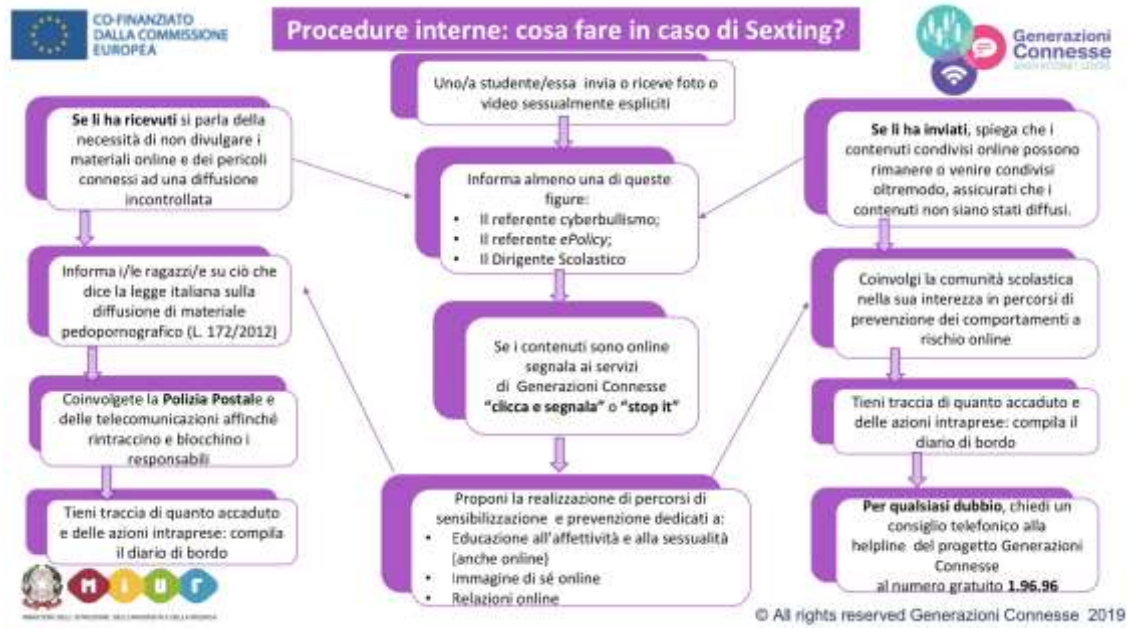 CO-FINANZIATO
DALLA COMMISSIONE
EUROPEA
Procedure interne: cosa fare in caso di Sexting?
Generazioni
Connesse
Uno/a studente/essa invia o riceve foto o
video sessualmente espliciti
Se li ha ricevuti si parla della
necessità di non divulgare i
materiali online e dei pericoli
connessi ad una diffusione
incontrollata
Informa i/le ragazzi/e su ciò che
dice la legge italiana sulla
diffusione di materiale
pedopornografico (L. 172/2012)
Coinvolgete la Polizia Postale e
delle telecomunicazioni affinché
rintraccino e blocchino i
responsabili
Tieni traccia di quanto accaduto
e delle azioni intraprese: compila
il diario di bordo
Informa almeno una di queste
figure:
• Il referente cyberbullismo;
• Il referente ePolicy;
• Il Dirigente Scolastico
Se i contenuti sono online
segnala ai servizi
di Generazioni Connesse
“clicca e segnala” o “stop it”
Proponi la realizzazione di percorsi di
sensibilizzazione e prevenzione dedicati a:
• Educazione all'affettività e alla sessualità
(anche online)
• Immagine di sé online
• Relazioni online
Se li ha inviati, spiega che i
contenuti condivisi online possono
rimanere o venire condivisi
oltremodo, assicurati che i
contenuti non siano stati diffusi.
Coinvolgi la comunità scolastica
nella sua interezza in percorsi di
prevenzione dei comportamenti a
rischio online
Tieni traccia di quanto accaduto e
delle azioni intraprese: compila il
diario di bordo
Per qualsiasi dubbio, chiedi un
consiglio telefonico alla
helpline del progetto Generazioni
Connesse
al numero gratuito 1.96.96
MIUR
© All rights reserved Generazioni Connesse 2019